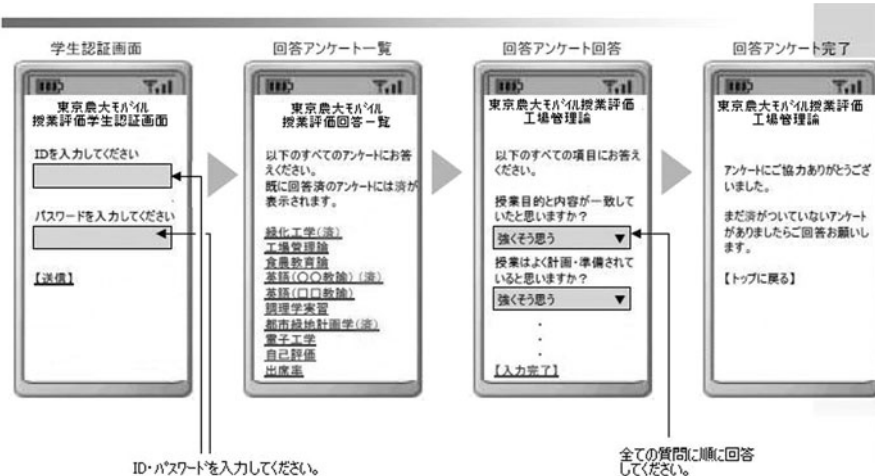 学生認証画面
東京農大モバイル
授業評価学生認証画面
IDを入力してください
パスワードを入力してください
【送信】
回答アンケート一覧
東京農大モバイル
授業評価回答一覧
以下のすべてのアンケートにお答
えください。
既に回答済のアンケートには済が
表示されます。
緑化工学(済)
工場管理論
食農教育論
英語(〇〇教諭)(済)
英語(口口教諭)
調理学実習
都市緑地計画学(済)
電子工学
自己評価
出席率
回答アンケート回答
東京農大モバイル授業評価
工場管理論
以下のすべての項目にお答え
ください。
授業目的と内容が一致して
いたと思いますか?
強くそう思う ▼
授業はよく計画・準備されて
いると思いますか?
強くそう思う ▼
・
・
・
【入力完了】
回答アンケート完了
東京農大モバイル授業評価
工場管理論
アンケートにご協力ありがとうござ
いました。
まだ済がついていないアンケート
がありましたらご回答お願いし
ます。
【トップに戻る】
ID・パスワードを入力してください。
全ての質問に順に回答
してください。